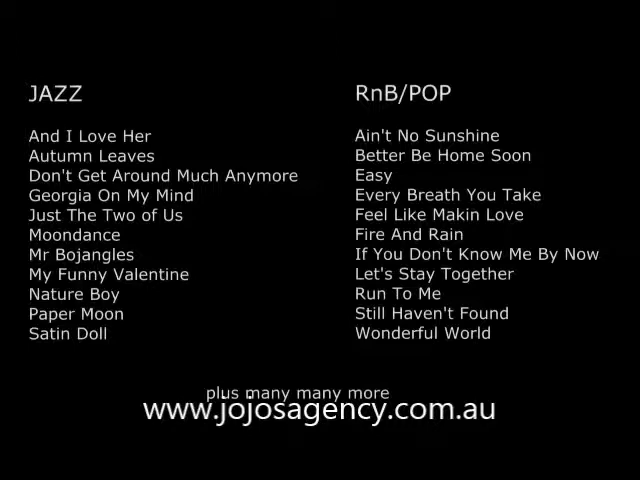 JAZZ
And I Love Her
Autumn Leaves
Don't Get Around Much Anymore
Georgia On My Mind
Just The Two of Us
Moondance
Mr Bojangles
My Funny Valentine
Nature Boy
Paper Moon
Satin Doll
RnB/POP
Ain't No Sunshine
Better Be Home Soon
Easy
Every Breath You Take
Feel Like Makin Love
Fire And Rain
If You Don't Know Me By Now
Let's Stay Together
Run To Me
Still Haven't Found
Wonderful World
plus many many more
www.jojosagency.com.au